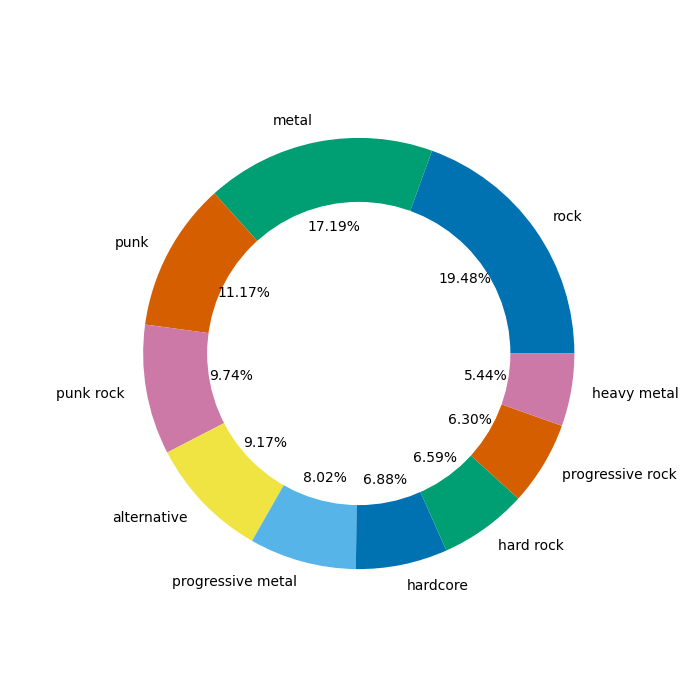 metal
rock
punk
17.19%
19.48%
11.17%
9.74%
5.44%
punk rock
heavy metal
6.30%
9.17%
6.59%
progressive rock
8.02%
6.88%
alternative
hard rock
progressive metal
hardcore